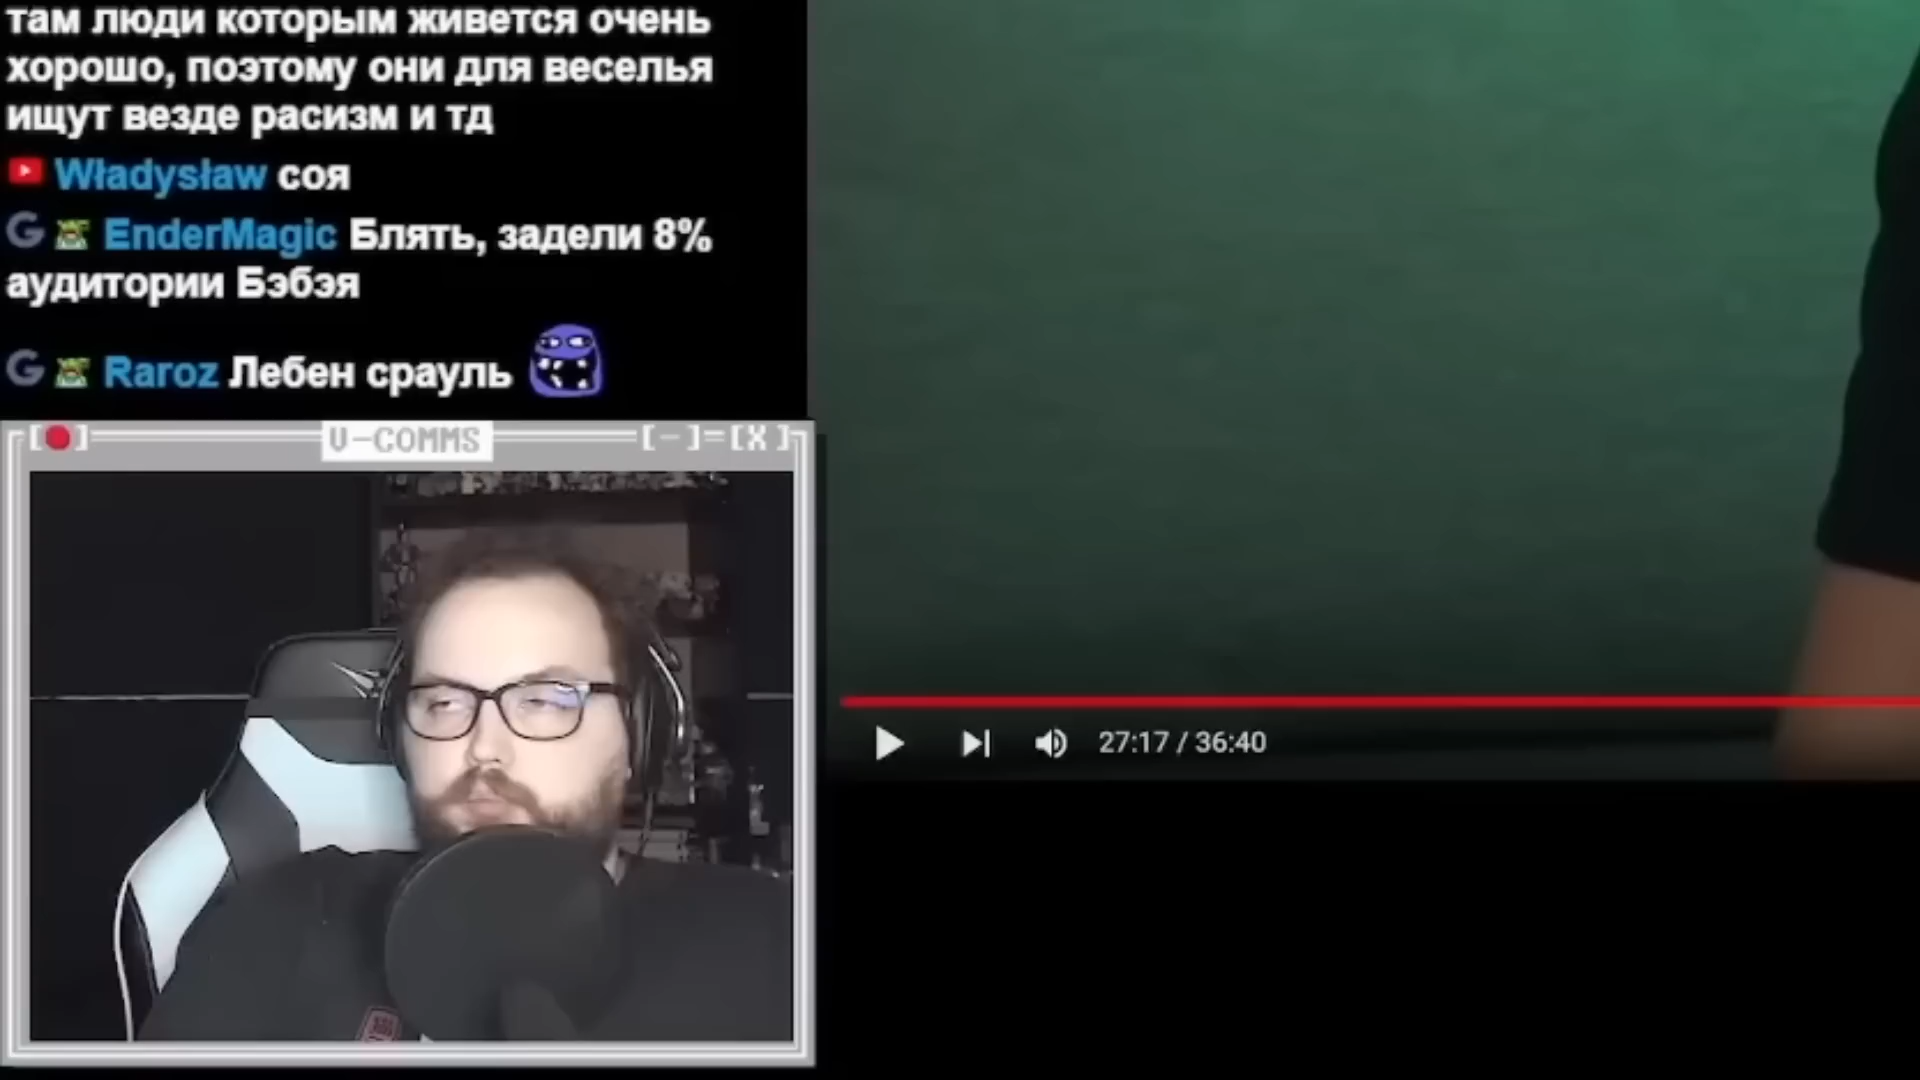 там люди которым живется очень
хорошо, поэтому они для веселья
ищут везде расизм и тд
Władysław соя
EnderMagic Блять, задели 8%
аудитории Бэбэя
Raroz Лебен срауль
[●] V-COMMS [-]=[X]
27:17 / 36:40